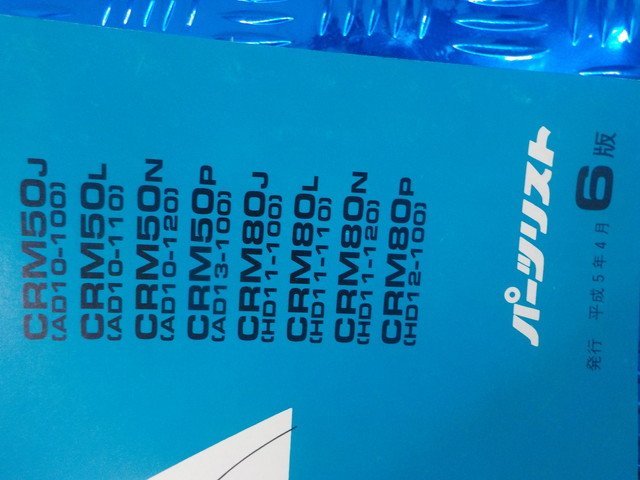 CRM50J
(AD10-100)
CRM50L
(AD10-110)
CRM50N
(AD10-120)
CRM50P
(AD13-100)
CRM80J
(HD11-100)
CRM80L
(HD11-110)
CRM80N
(HD11-120)
CRM80P
(HD12-100)
パーツリスト
6版
発行 平成5年4月